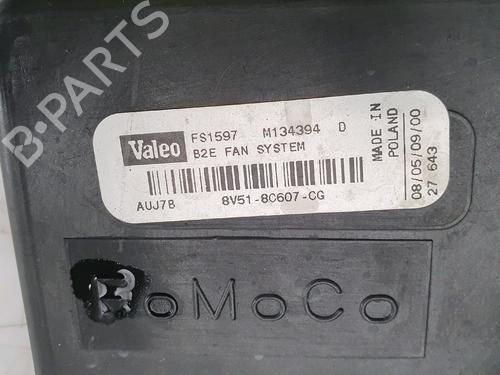 B-PARTS
Valeo
FS1597 M134394 D
B2E FAN SYSTEM
AUJ7B 8V51-8C607-CG
MADE IN
POLAND
08/05/09/00
27 643
FoMoCo